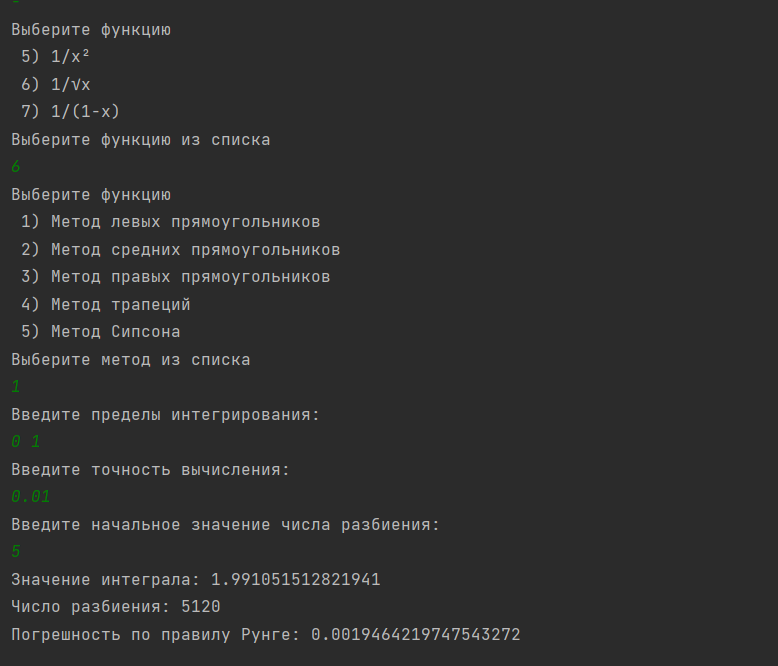 Выберите функцию
5) 1/x²
6) 1/√x
7) 1/(1-x)
Выберите функцию из списка
6
Выберите функцию
1) Метод левых прямоугольников
2) Метод средних прямоугольников
3) Метод правых прямоугольников
4) Метод трапеций
5) Метод Сипсона
Выберите метод из списка
1
Введите пределы интегрирования:
0 1
Введите точность вычисления:
0.01
Введите начальное значение числа разбиения:
5
Значение интеграла: 1.991051512821941
Число разбиения: 5120
Погрешность по правилу Рунге: 0.0019464219747543272